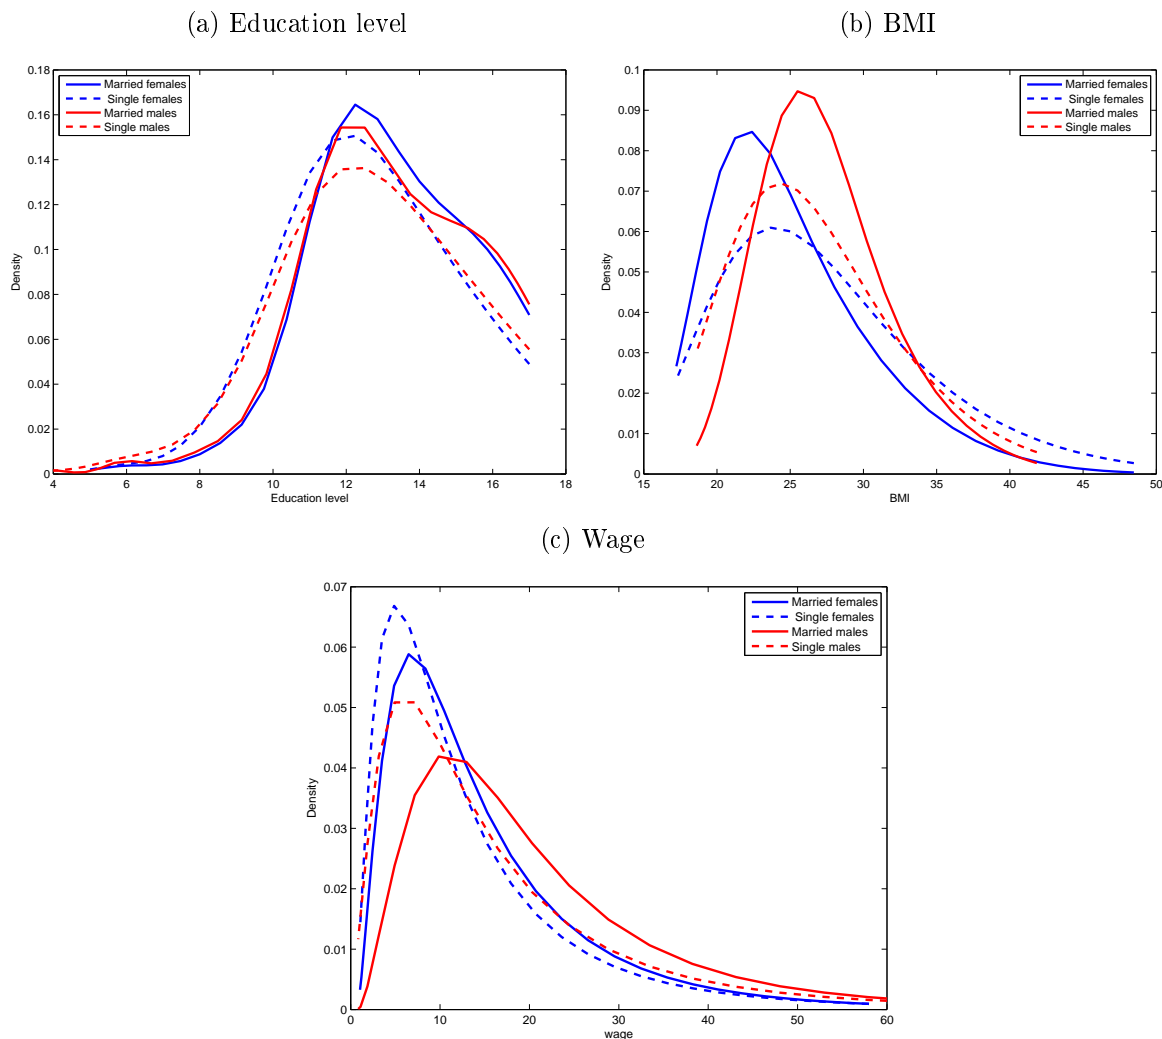 (a) Education level
Married females
Single females
Married males
Single males
0.18
0.16
0.14
0.12
0.1
0.08
0.06
0.04
0.02
0
4 6 8 10 12 14 16 18
Density
Education level
(b) BMI
Married females
Single females
Married males
Single males
0.1
0.09
0.08
0.07
0.06
0.05
0.04
0.03
0.02
0.01
0
15 20 25 30 35 40 45 50
Density
BMI
(c) Wage
Married females
Single females
Married males
Single males
0.07
0.06
0.05
0.04
0.03
0.02
0.01
0
0 10 20 30 40 50 60
Density
wage